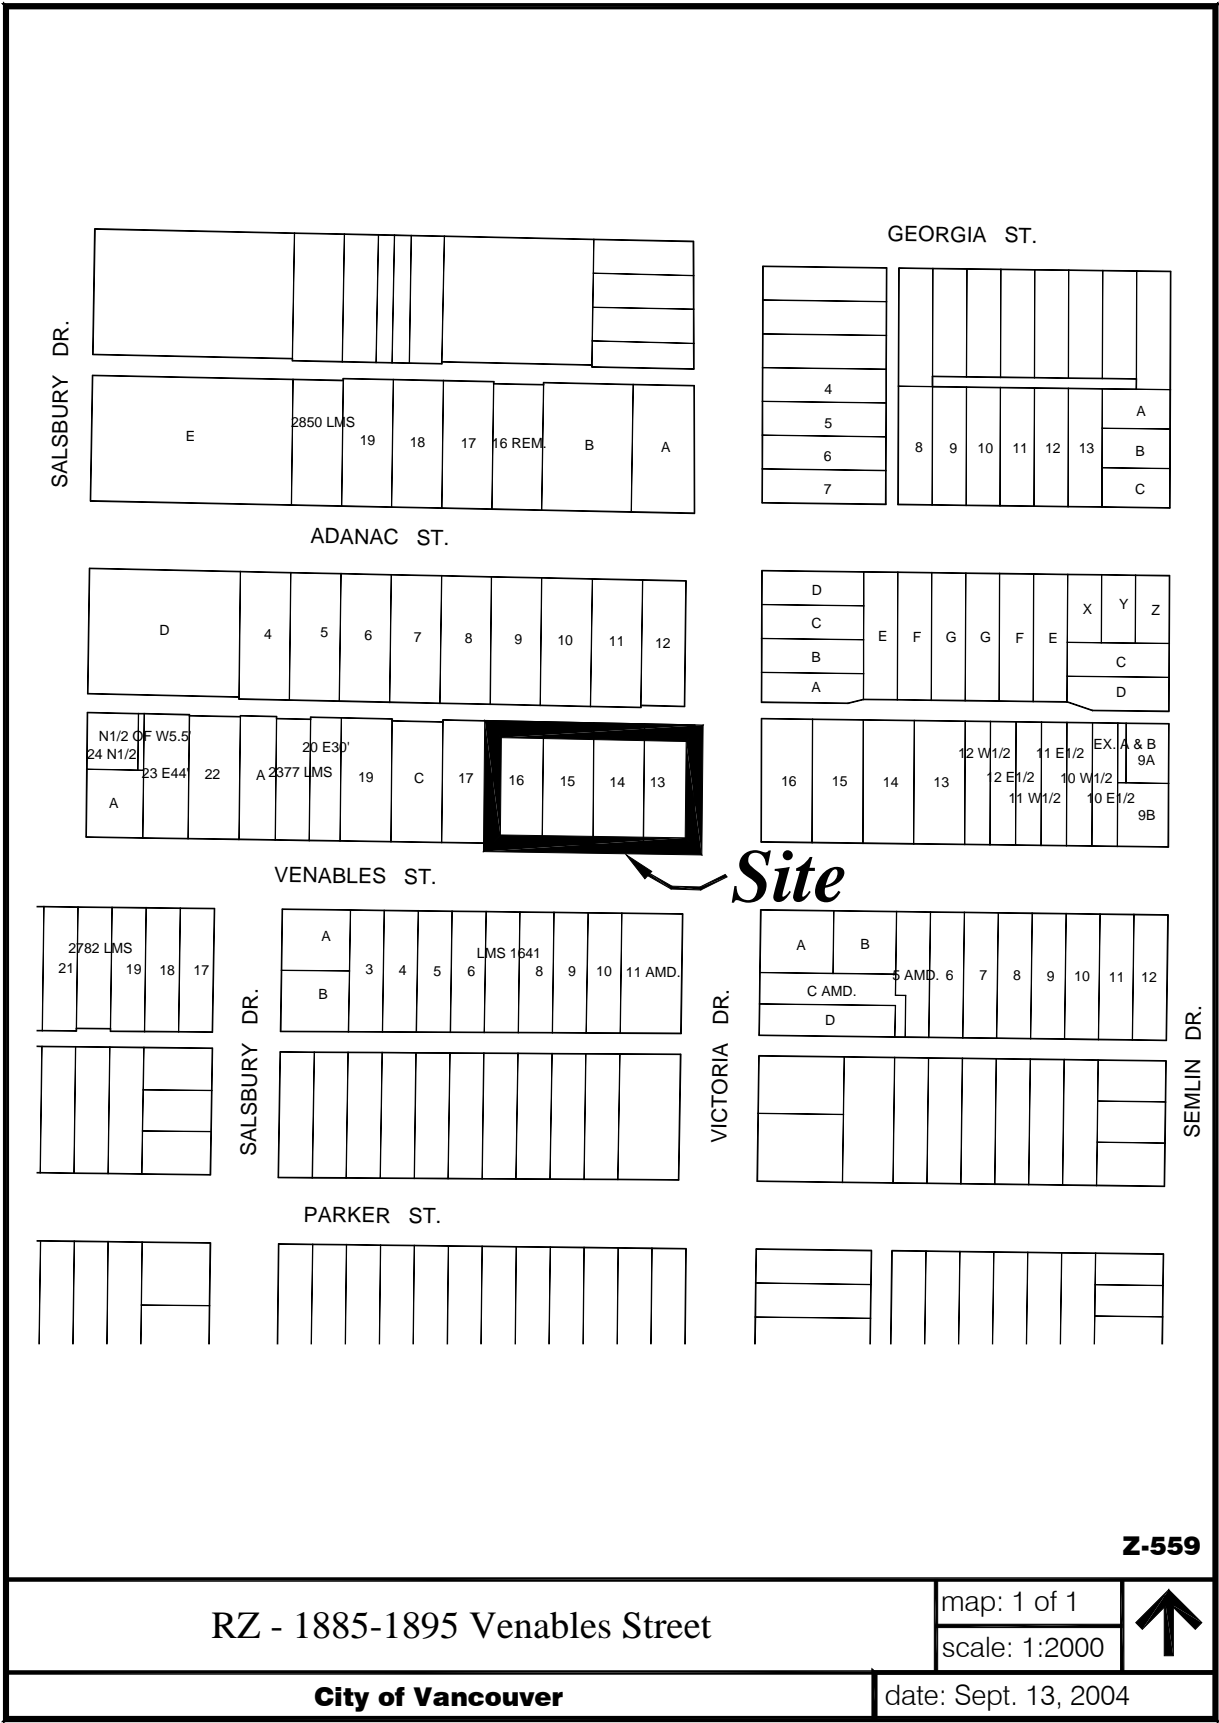 GEORGIA ST.
SALSBURY DR.
4
5
6
7
A
B
C
8 9 10 11 12 13
E
2850 LMS
19 18 17 16 REM. B A
ADANAC ST.
D 4 5 6 7 8 9 10 11 12
D
C
B
A
E F G G F E
X Y Z
C
D
N1/2 OF W5.5'
24 N1/2
A
23 E44' 22 A 2377 LMS
20 E30'
19 C 17 16 15 14 13
16 15 14 13
12 W1/2 11 E1/2 EX. A & B
9A
12 E1/2 10 W1/2
11 W1/2 10 E1/2
9B
Site
VENABLES ST.
2782 LMS
21 19 18 17
A
B
3 4 5 6 LMS 1641 8 9 10 11 AMD.
A B
C AMD.
D
5 AMD. 6 7 8 9 10 11 12
SALSBURY DR.
VICTORIA DR.
SEMLIN DR.
PARKER ST.
Z-559
RZ - 1885-1895 Venables Street
map: 1 of 1
scale: 1:2000
City of Vancouver
date: Sept. 13, 2004